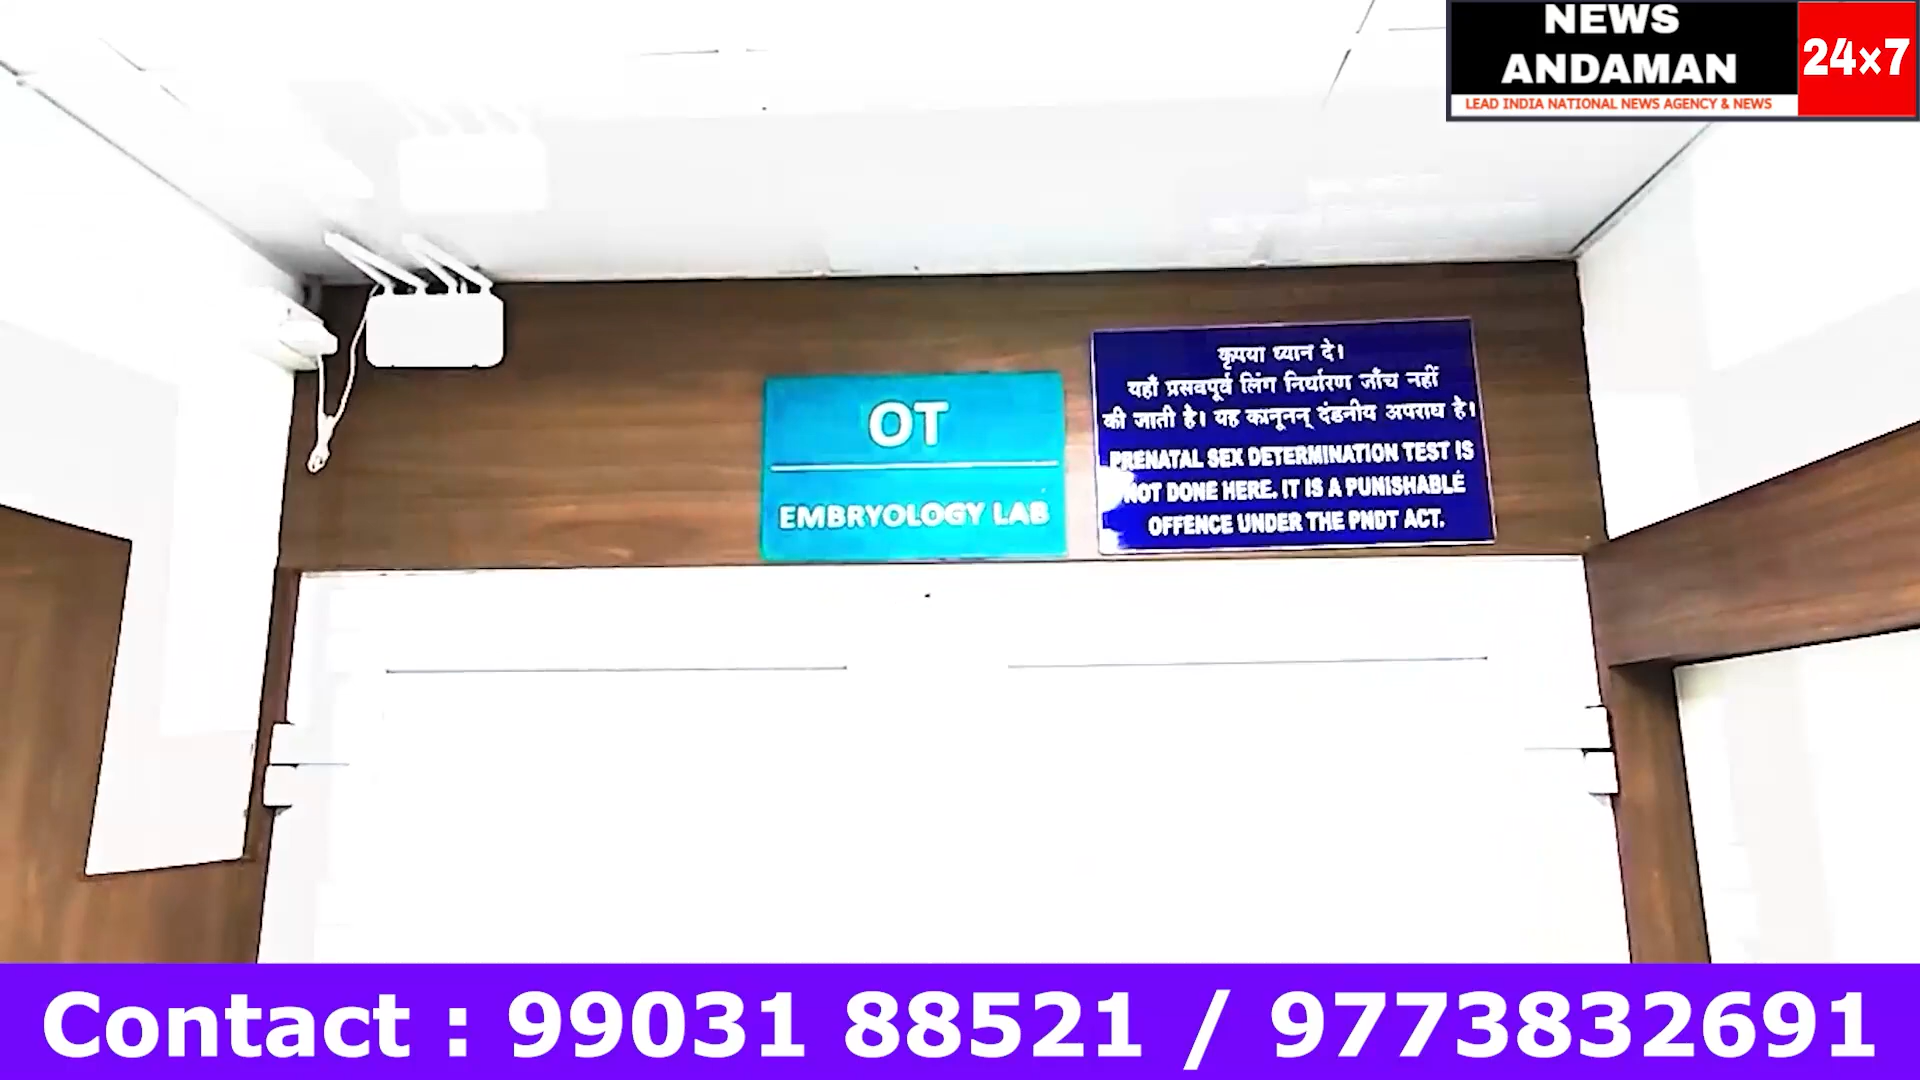 NEWS
ANDAMAN
24x7
LEAD INDIA NATIONAL NEWS AGENCY & NEWS
OT
EMBRYOLOGY LAB
कृपया ध्यान दे।
यहाँ प्रसवपूर्व लिंग निर्धारण जाँच नहीं
की जाती है। यह कानूनन् दंडनीय अपराध है।
PRENATAL SEX DETERMINATION TEST IS
NOT DONE HERE. IT IS A PUNISHABLE
OFFENCE UNDER THE PNDT ACT.
Contact : 99031 88521 / 9773832691